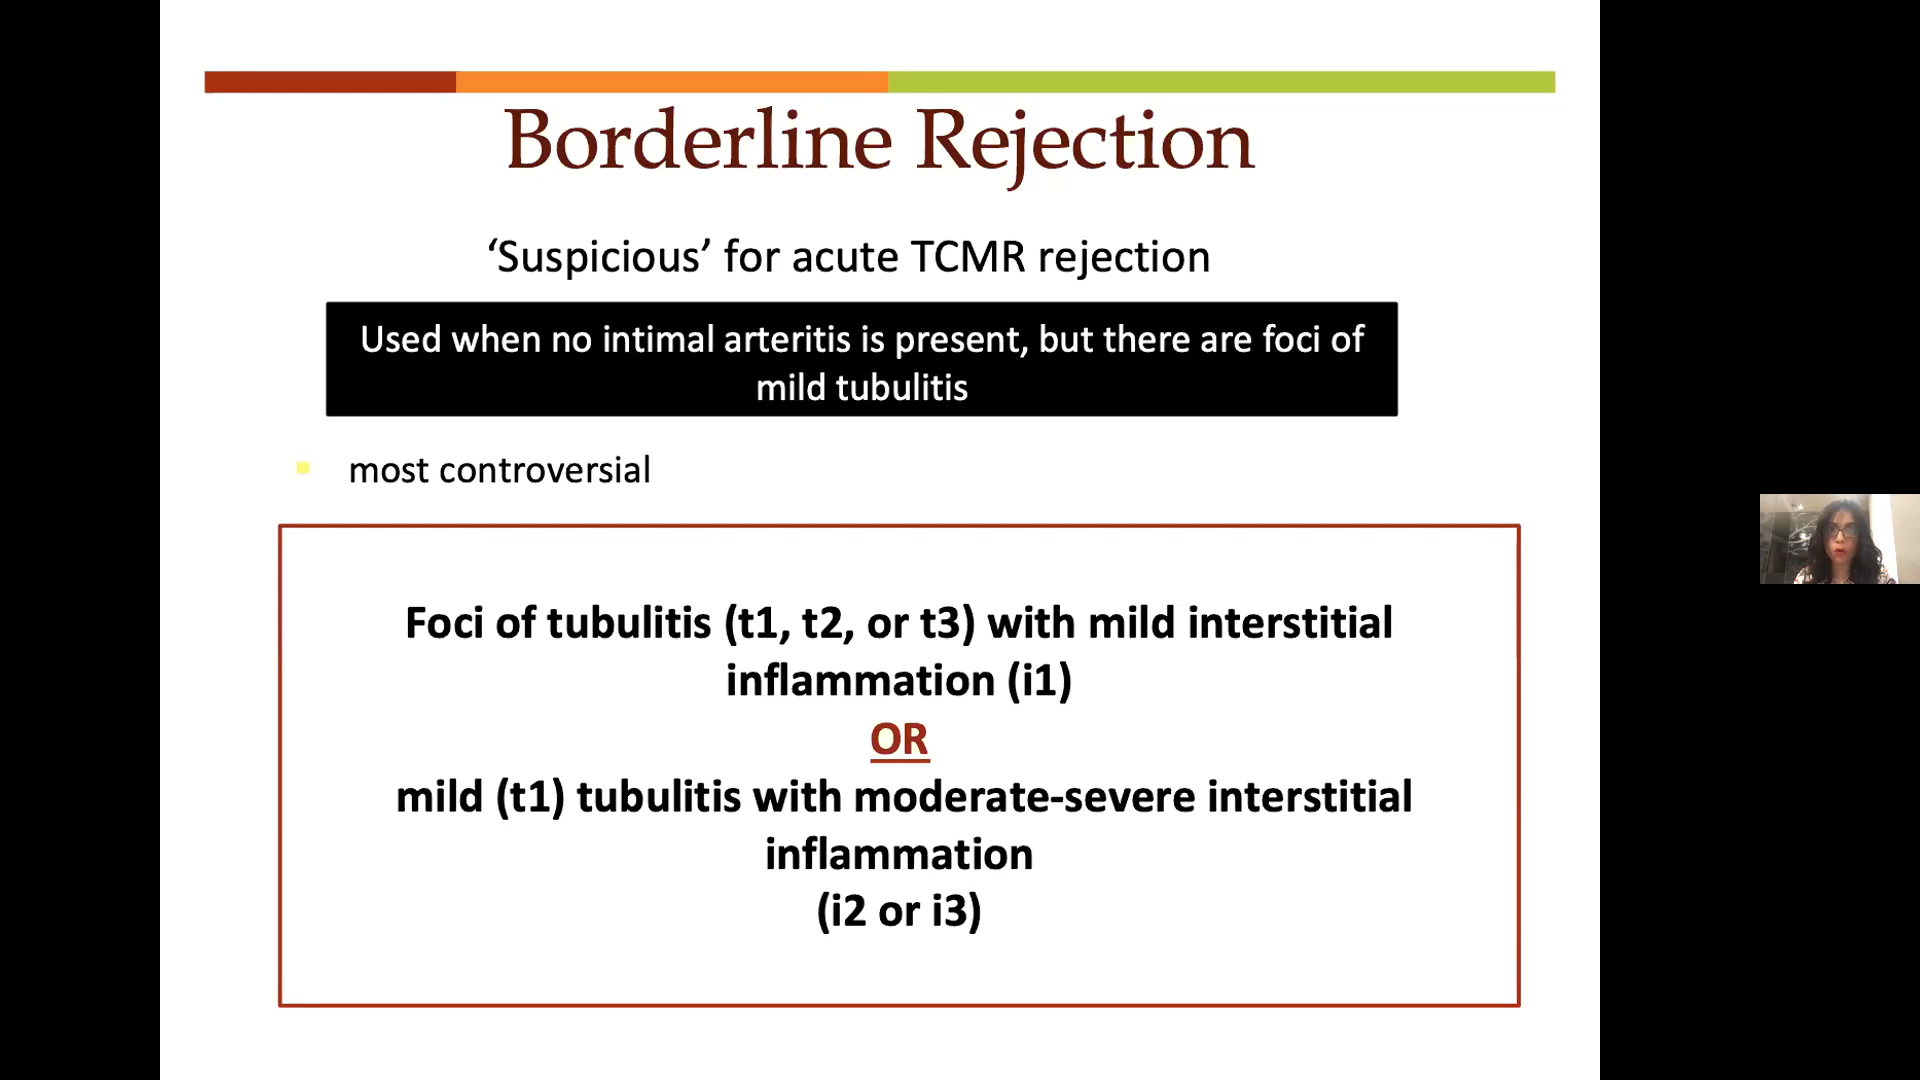 Borderline Rejection
‘Suspicious’ for acute TCMR rejection
Used when no intimal arteritis is present, but there are foci of
mild tubulitis
most controversial
Foci of tubulitis (t1, t2, or t3) with mild interstitial
inflammation (i1)
OR
mild (t1) tubulitis with moderate-severe interstitial
inflammation
(i2 or i3)